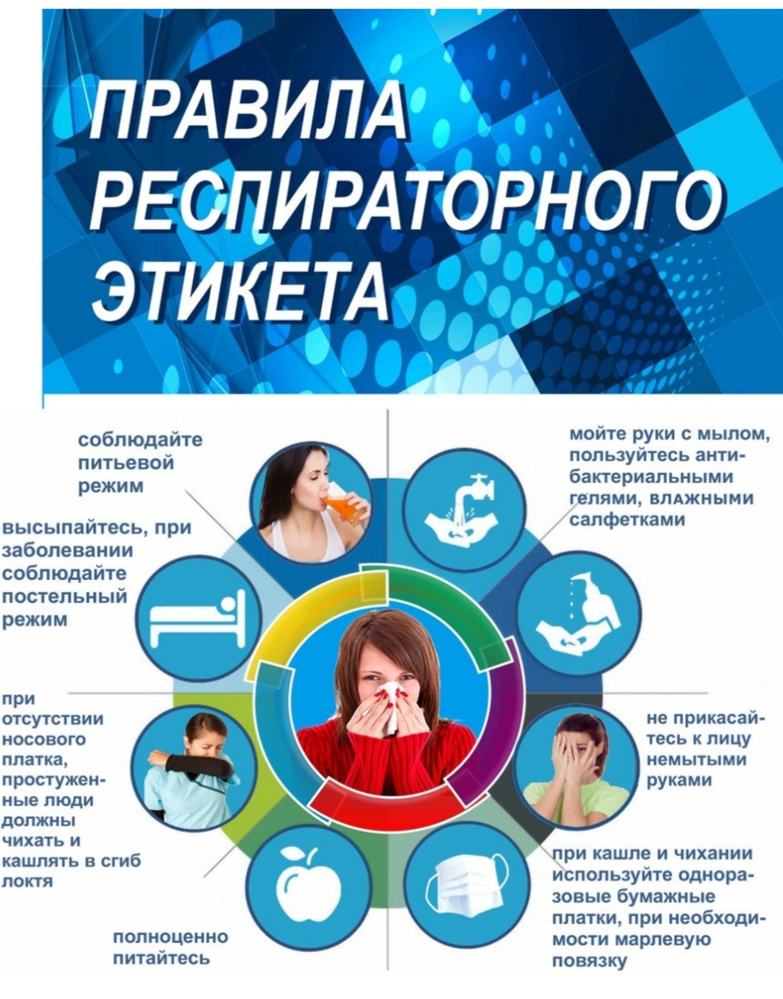 ПРАВИЛА
РЕСПИРАТОРНОГО
ЭТИКЕТА
соблюдайте
питьевой
режим
мойте руки с мылом,
пользуйтесь анти-
бактериальными
гелями, влажными
салфетками
высыпайтесь, при
заболевании
соблюдайте
постельный
режим
при
отсутствии
носового
платка,
простужен-
ные люди
должны
чихать и
кашлять в сгиб
локтя
не прикасай-
тесь к лицу
немытыми
руками
при кашле и чихании
используйте однора-
зовые бумажные
платки, при необходи-
мости марлевую
повязку
полноценно
питайтесь